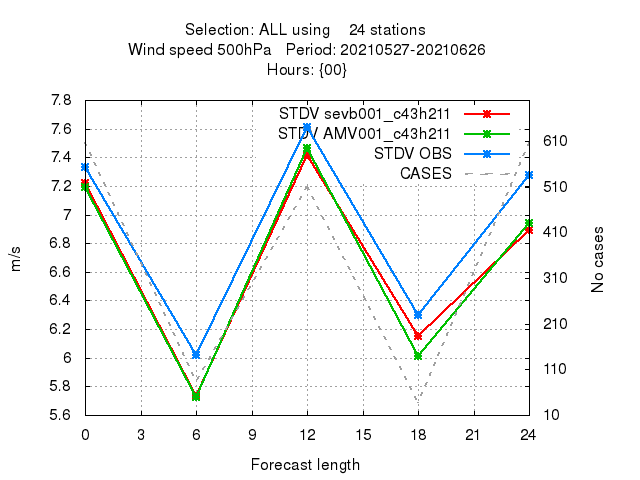 Selection: ALL using    24 stations
Wind speed 500hPa   Period: 20210527-20210626
Hours: {00}
STDV sevb001_c43h211
STDV AMV001_c43h211
STDV OBS
CASES
7.8
7.6
7.4
7.2
7
6.8
6.6
6.4
6.2
6
5.8
5.6
610
510
410
310
210
110
10
m/s
No cases
0 3 6 9 12 15 18 21 24
Forecast length